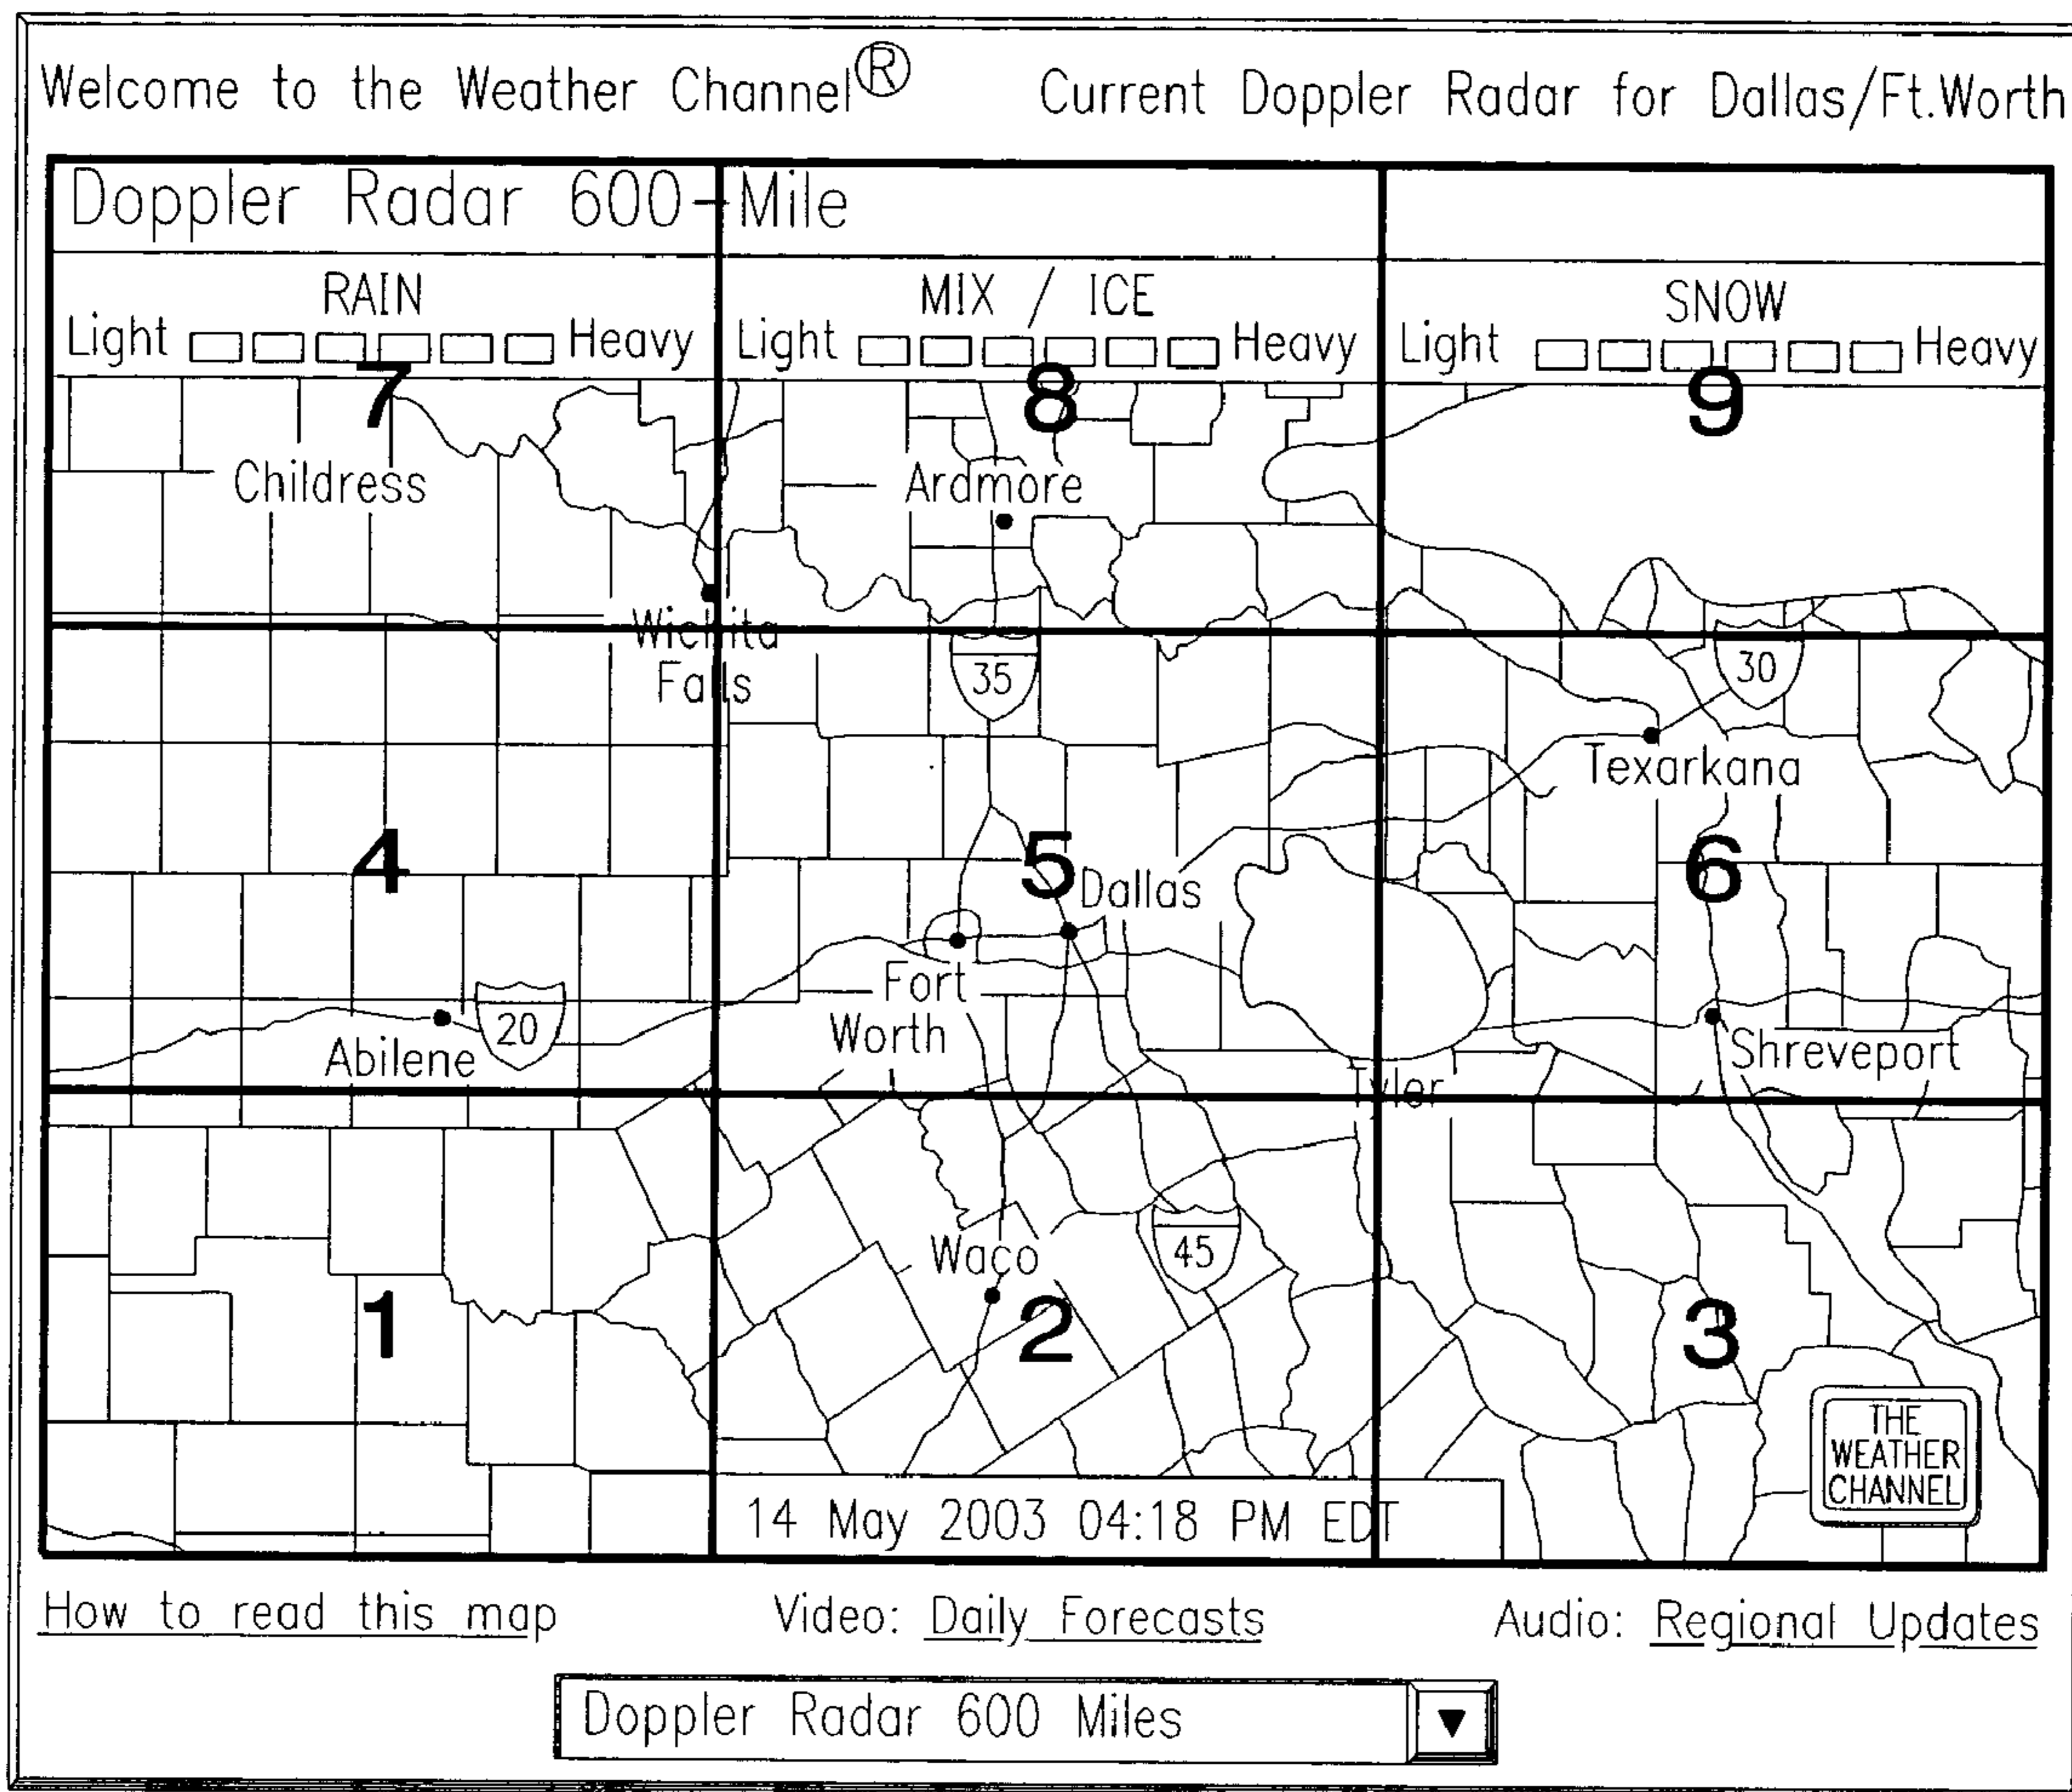 Welcome to the Weather Channel® Current Doppler Radar for Dallas/Ft.Worth
Doppler Radar 600-Mile
RAIN MIX / ICE SNOW
Light Heavy Light Heavy Light Heavy
7 8 9
Childress Ardmore
Wichita
Falls
35 30
Texarkana
4 5 6
Dallas
Fort
Worth
20
Abilene
Shreveport
Tyler
Waco
45
1 2 3
THE
WEATHER
CHANNEL
14 May 2003 04:18 PM EDT
How to read this map Video: Daily Forecasts Audio: Regional Updates
Doppler Radar 600 Miles